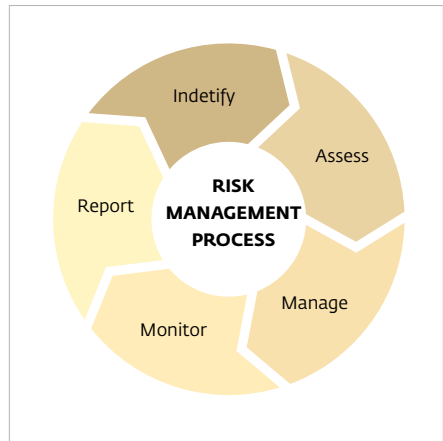 Indetify
Assess
Manage
Monitor
Report
RISK
MANAGEMENT
PROCESS